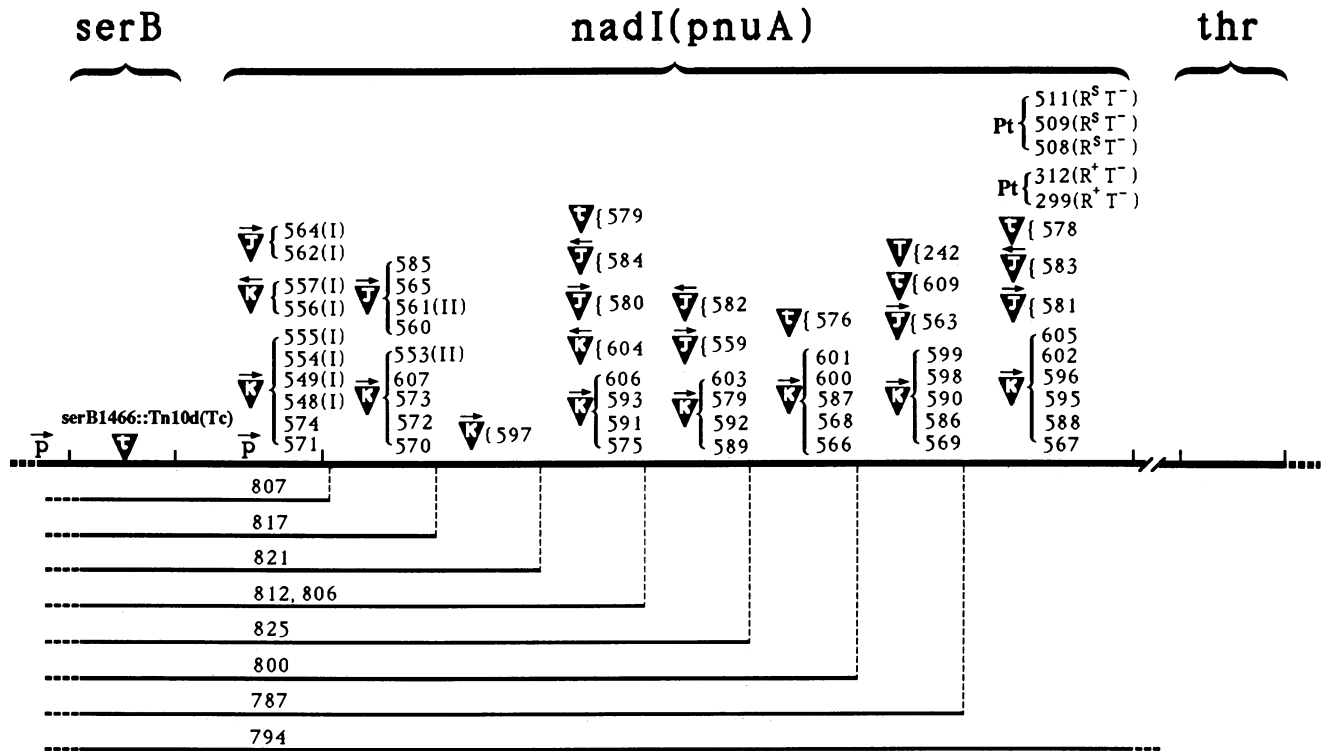 serB nadI(pnuA) thr
Pt { 511(Rˢ T⁻)
509(Rˢ T⁻)
508(Rˢ T⁻)
Pt { 312(R⁺ T⁻)
299(R⁺ T⁻)
J { 564(I)
562(I)
K { 557(I)
556(I)
K { 555(I)
554(I)
549(I)
548(I)
574
571
J { 585
565
561(II)
560
K { 553(II)
607
573
572
570
K { 597
t { 579
J { 584
J { 580
K { 604
K { 606
593
591
575
J { 582
J { 559
K { 603
579
592
589
t { 576
K { 601
600
587
568
566
T { 242
t { 609
J { 563
K { 599
598
590
586
569
t { 578
J { 583
J { 581
K { 605
602
596
595
588
567
serB1466::Tn10d(Tc)
p t p
807
817
821
812, 806
825
800
787
794